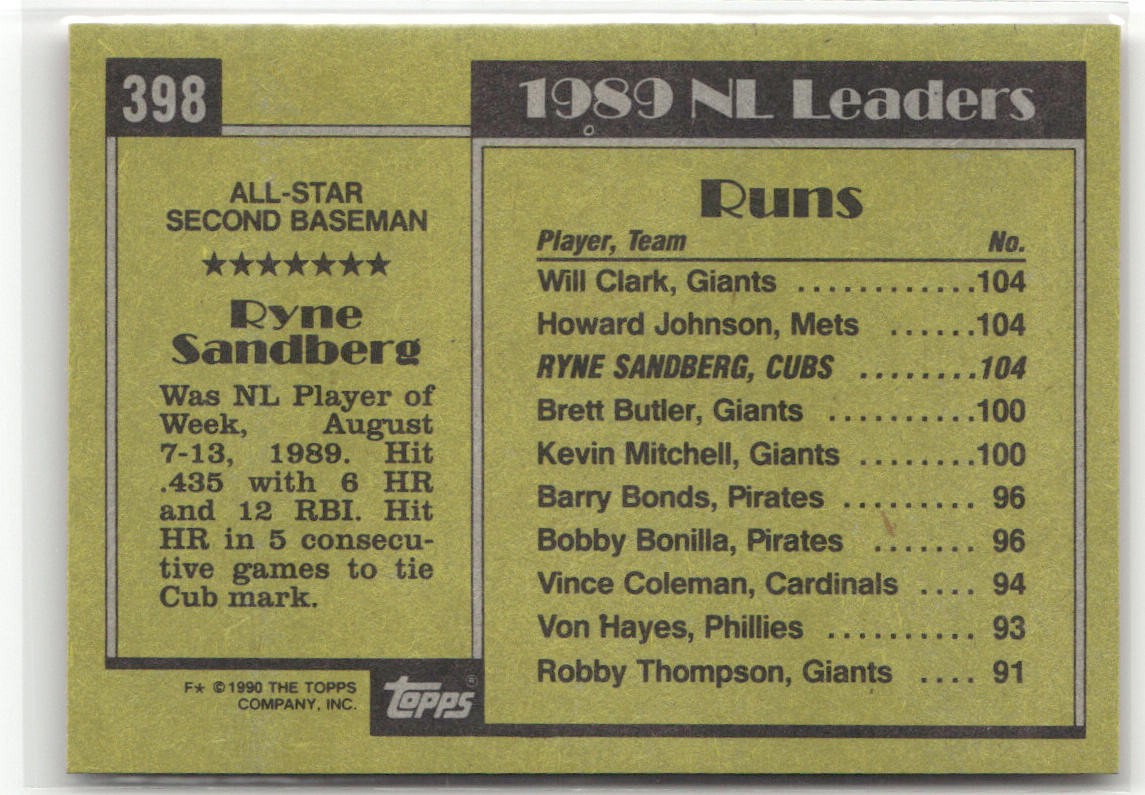 398
ALL-STAR
SECOND BASEMAN
★★★★★★★
Ryne
Sandberg
Was NL Player of
Week, August
7-13, 1989. Hit
.435 with 6 HR
and 12 RBI. Hit
HR in 5 consecu-
tive games to tie
Cub mark.
F★ ©1990 THE TOPPS
COMPANY, INC.
topps®
1989 NL Leaders
Runs
Player, Team No.
Will Clark, Giants ............104
Howard Johnson, Mets ......104
RYNE SANDBERG, CUBS ........104
Brett Butler, Giants ..........100
Kevin Mitchell, Giants ........100
Barry Bonds, Pirates ......... 96
Bobby Bonilla, Pirates ....... 96
Vince Coleman, Cardinals .... 94
Von Hayes, Phillies .......... 93
Robby Thompson, Giants .... 91